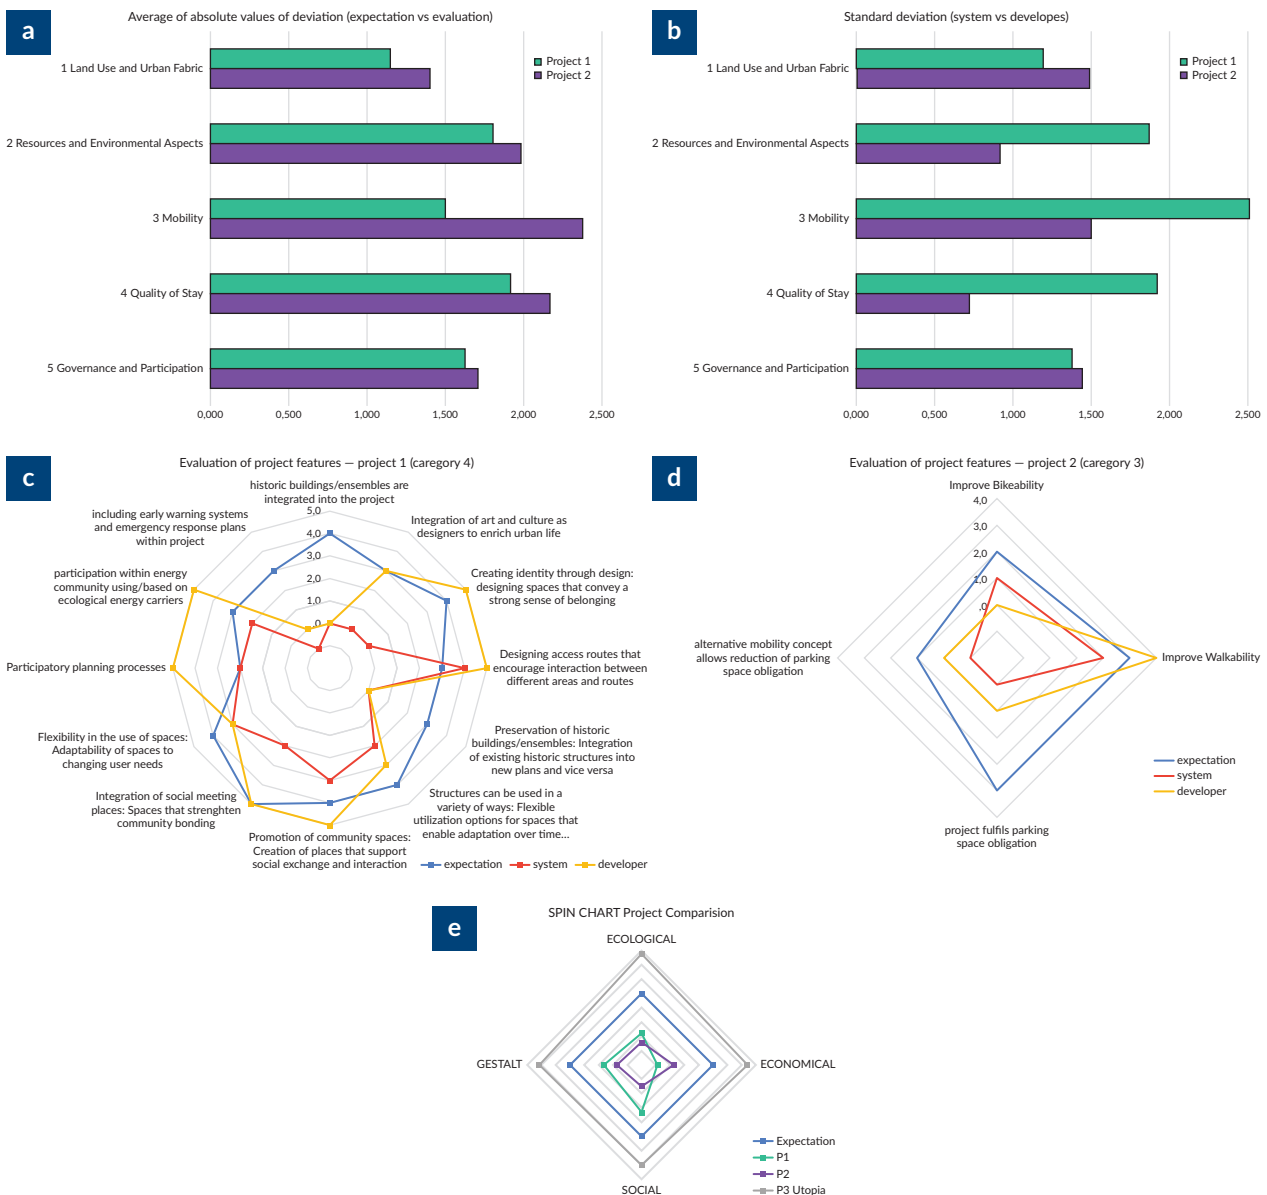 a
Average of absolute values of deviation (expectation vs evaluation)
Project 1
Project 2
1 Land Use and Urban Fabric
2 Resources and Environmental Aspects
3 Mobility
4 Quality of Stay
5 Governance and Participation
0,000
0,500
1,000
1,500
2,000
2,500
b
Standard deviation (system vs developes)
Project 1
Project 2
1 Land Use and Urban Fabric
2 Resources and Environmental Aspects
3 Mobility
4 Quality of Stay
5 Governance and Participation
0,000
0,500
1,000
1,500
2,000
2,500
c
Evaluation of project features — project 1 (caregory 4)
historic buildings/ensembles are
integrated into the project
5,0
4,0
3,0
2,0
1,0
0
Integration of art and culture as
designers to enrich urban life
Creating identity through design:
designing spaces that convey a
strong sense of belonging
Designing access routes that
encourage interaction between
different areas and routes
Preservation of historic
buildings/ensembles: Integration
of existing historic structures into
new plans and vice versa
Structures can be used in a
variety of ways: Flexible
utilization options for spaces that
enable adaptation over time...
Promotion of community spaces:
Creation of places that support
social exchange and interaction
Integration of social meeting
places: Spaces that strenghten
community bonding
Flexibility in the use of spaces:
Adaptability of spaces to
changing user needs
Participatory planning processes
participation within energy
community using/based on
ecological energy carriers
including early warning systems
and emergency response plans
within project
expectation
system
developer
d
Evaluation of project features — project 2 (category 3)
Improve Bikeability
4,0
3,0
2,0
1,0
,0
Improve Walkability
project fulfils parking
space obligation
alternative mobility concept
allows reduction of parking
space obligation
expectation
system
developer
e
SPIN CHART Project Comparision
ECOLOGICAL
ECONOMICAL
SOCIAL
GESTALT
Expectation
P1
P2
P3 Utopia